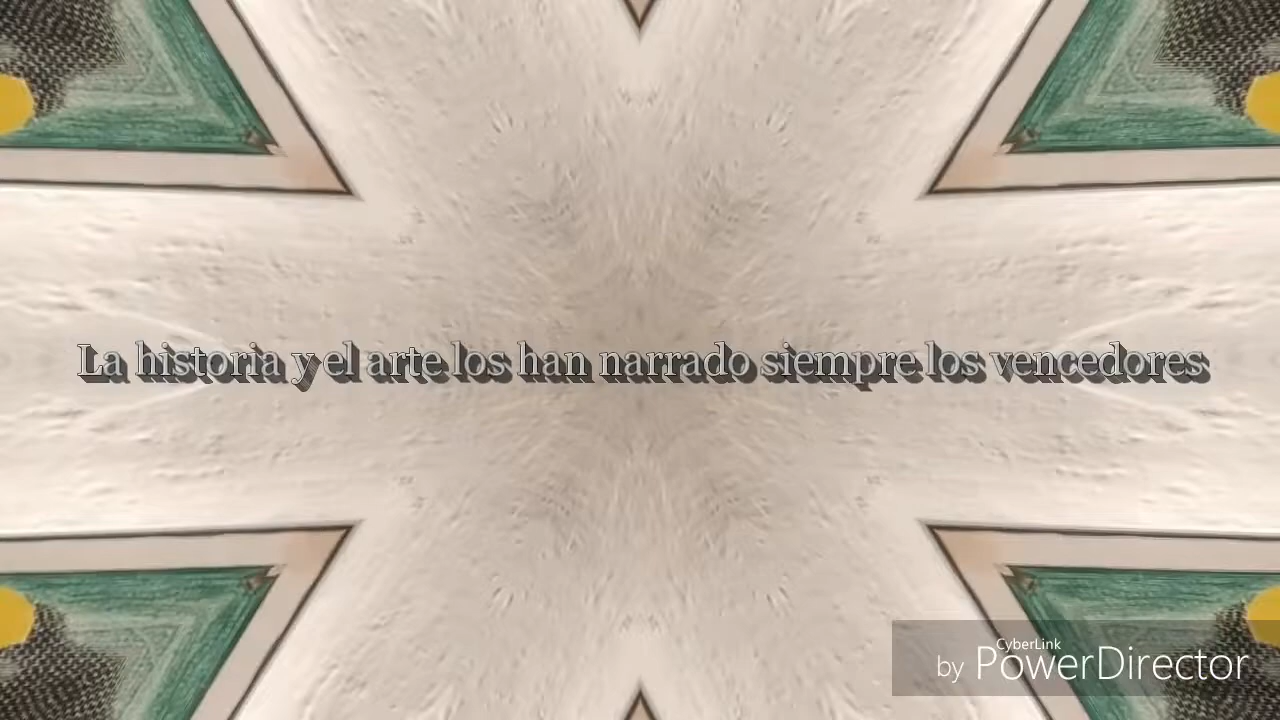 La historia y el arte los han narrado siempre los vencedores
CyberLink
by PowerDirector